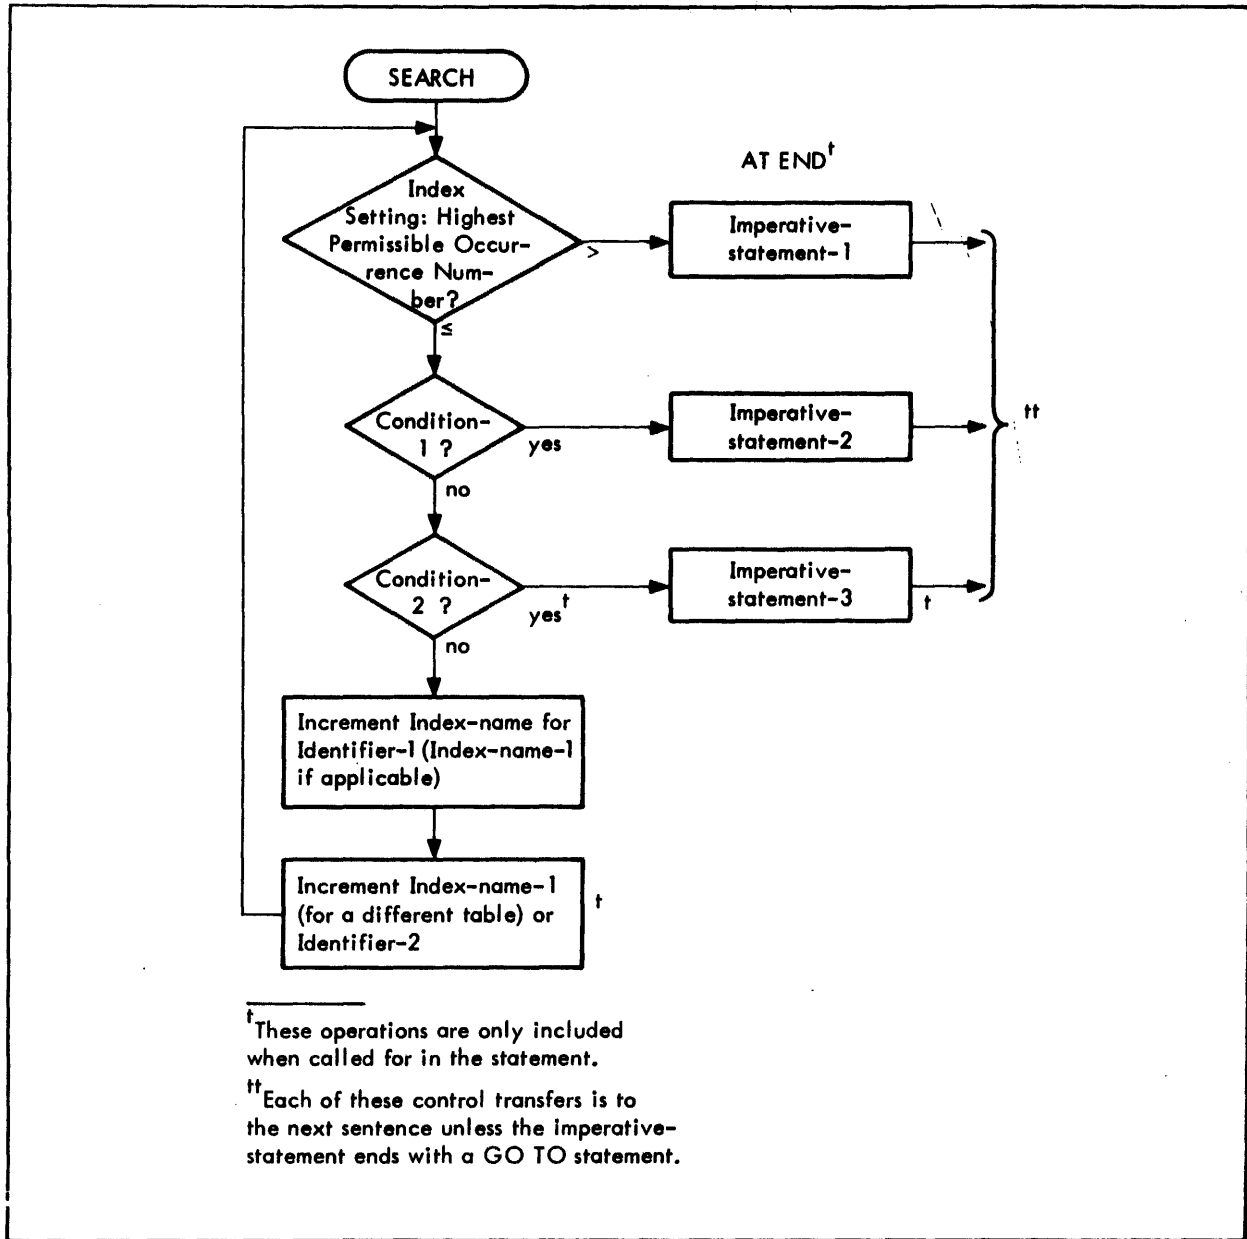 SEARCH
AT END†
Index
Setting: Highest
Permissible Occur-
rence Num-
ber?
>
≤
Imperative-
statement-1
Condition-
1 ?
yes
no
Imperative-
statement-2
††
Condition-
2 ?
yes†
no
Imperative-
statement-3
†
Increment Index-name for
Identifier-1 (Index-name-1
if applicable)
Increment Index-name-1
(for a different table) or
Identifier-2
†
†These operations are only included
when called for in the statement.
††Each of these control transfers is to
the next sentence unless the imperative-
statement ends with a GO TO statement.